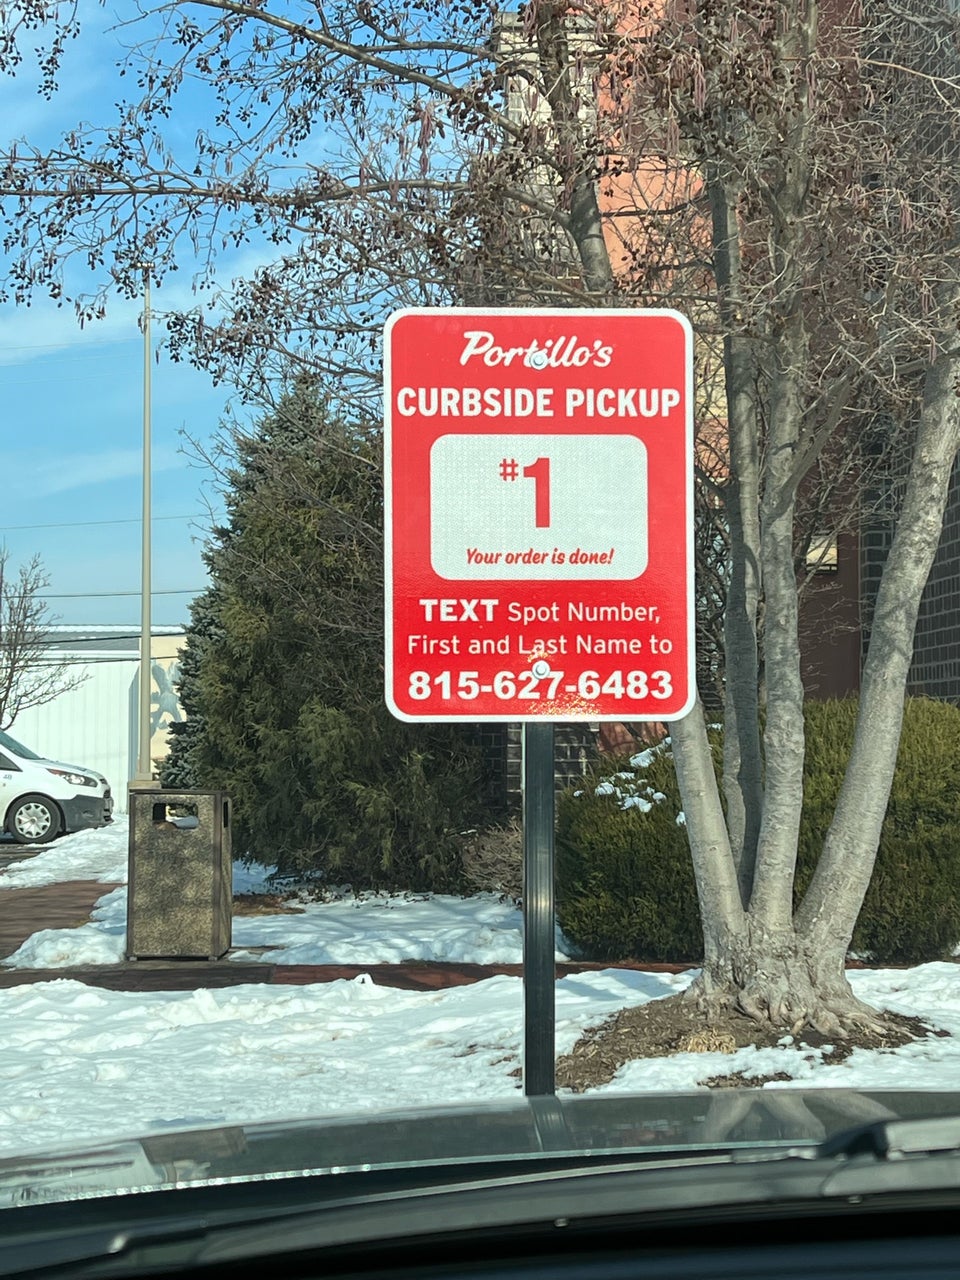 Portillo's
CURBSIDE PICKUP
#1
Your order is done!
TEXT Spot Number,
First and Last Name to
815-627-6483